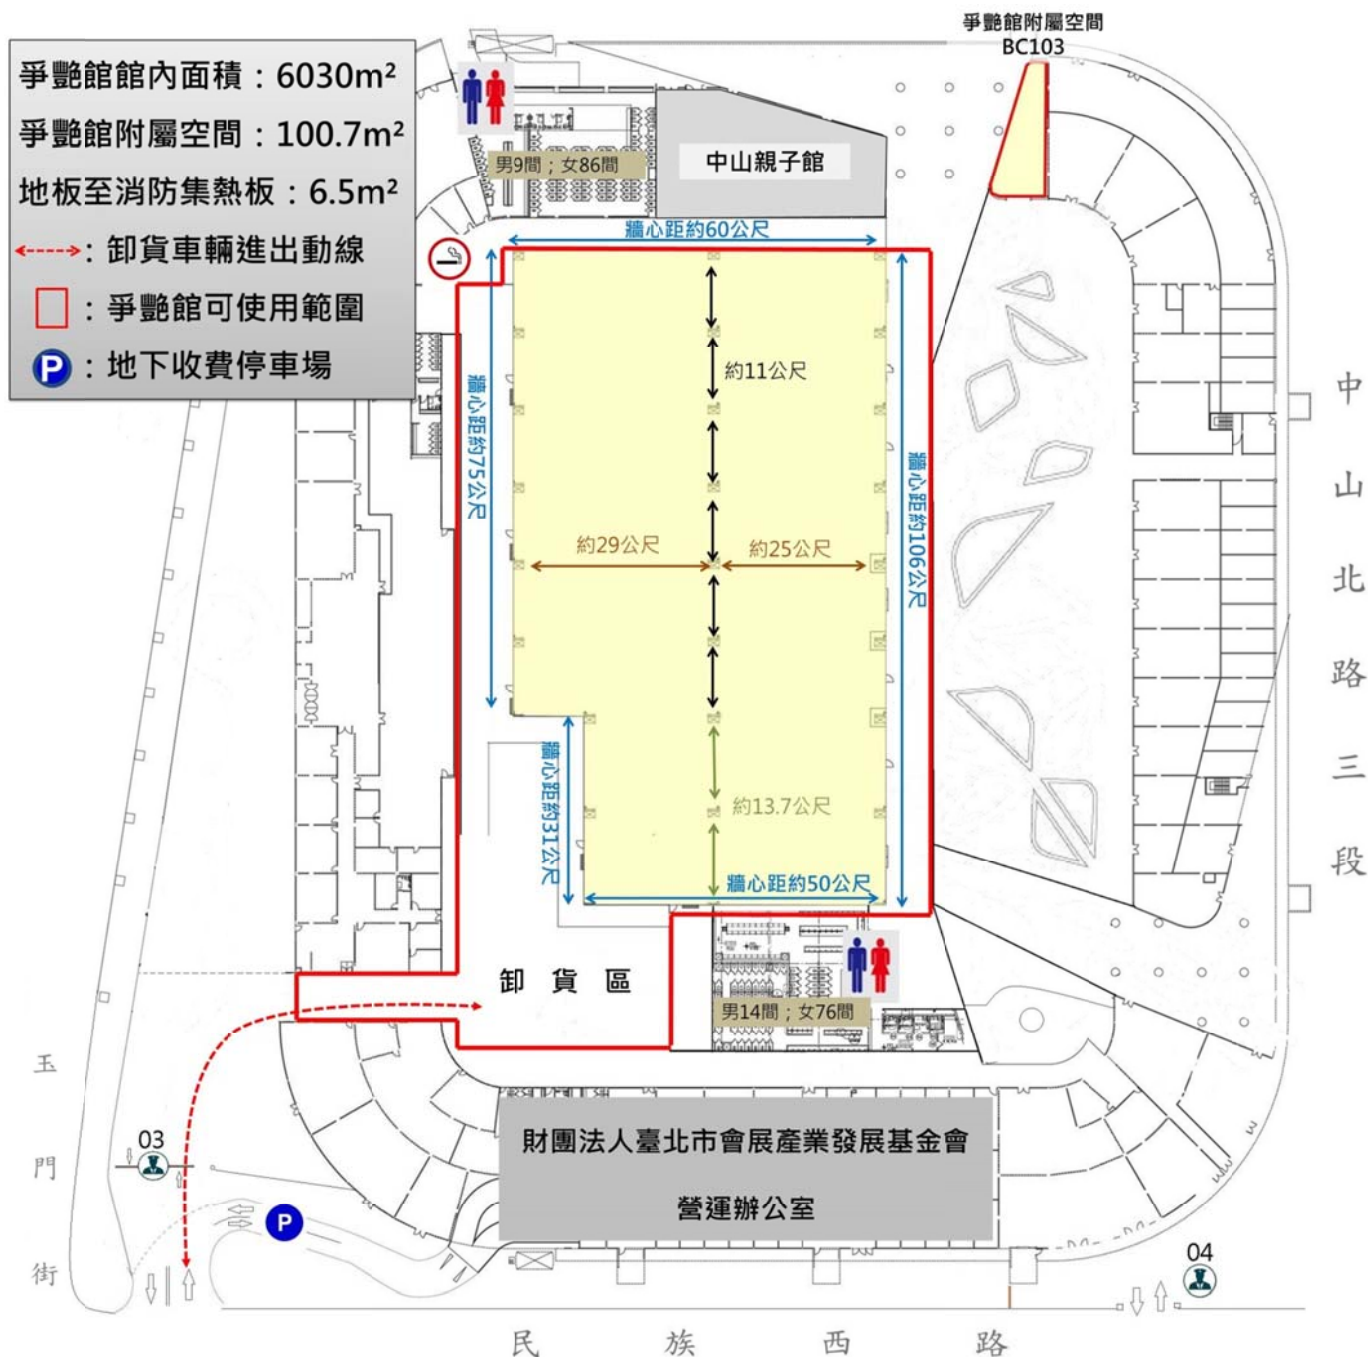 爭艷館附屬空間
BC103
爭艷館館內面積：6030m²
爭艷館附屬空間：100.7m²
地板至消防集熱板：6.5m²
：卸貨車輛進出動線
：爭艷館可使用範圍
P：地下收費停車場
男9間；女86間
中山親子館
牆心距約60公尺
約11公尺
牆心距約75公尺
牆心距約106公尺
約29公尺
約25公尺
牆心距約31公尺
約13.7公尺
牆心距約50公尺
卸貨區
男14間；女76間
中山北路三段
玉門街
03
P
財團法人臺北市會展產業發展基金會
營運辦公室
04
民族西路